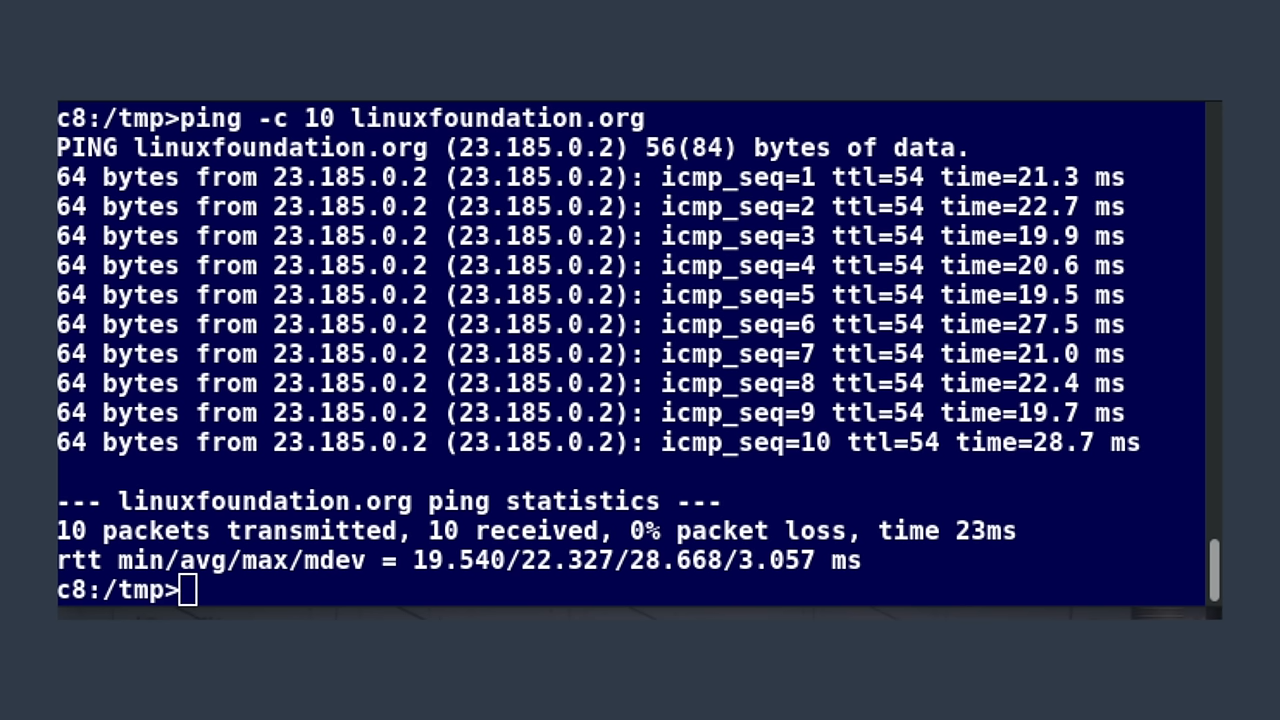 c8:/tmp>ping -c 10 linuxfoundation.org
PING linuxfoundation.org (23.185.0.2) 56(84) bytes of data.
64 bytes from 23.185.0.2 (23.185.0.2): icmp_seq=1 ttl=54 time=21.3 ms
64 bytes from 23.185.0.2 (23.185.0.2): icmp_seq=2 ttl=54 time=22.7 ms
64 bytes from 23.185.0.2 (23.185.0.2): icmp_seq=3 ttl=54 time=19.9 ms
64 bytes from 23.185.0.2 (23.185.0.2): icmp_seq=4 ttl=54 time=20.6 ms
64 bytes from 23.185.0.2 (23.185.0.2): icmp_seq=5 ttl=54 time=19.5 ms
64 bytes from 23.185.0.2 (23.185.0.2): icmp_seq=6 ttl=54 time=27.5 ms
64 bytes from 23.185.0.2 (23.185.0.2): icmp_seq=7 ttl=54 time=21.0 ms
64 bytes from 23.185.0.2 (23.185.0.2): icmp_seq=8 ttl=54 time=22.4 ms
64 bytes from 23.185.0.2 (23.185.0.2): icmp_seq=9 ttl=54 time=19.7 ms
64 bytes from 23.185.0.2 (23.185.0.2): icmp_seq=10 ttl=54 time=28.7 ms
--- linuxfoundation.org ping statistics ---
10 packets transmitted, 10 received, 0% packet loss, time 23ms
rtt min/avg/max/mdev = 19.540/22.327/28.668/3.057 ms
c8:/tmp>